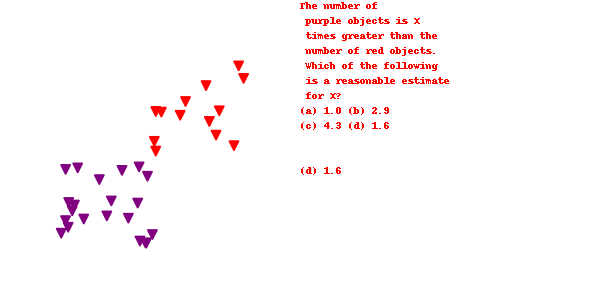 The number of
purple objects is X
times greater than the
number of red objects.
Which of the following
is a reasonable estimate
for X?
(a) 1.0 (b) 2.9
(c) 4.3 (d) 1.6
(d) 1.6